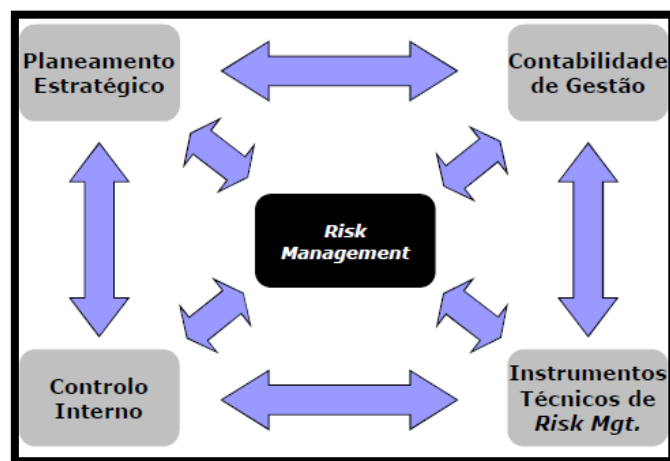 Planeamento
Estratégico
Contabilidade
de Gestão
Risk
Management
Controlo
Interno
Instrumentos
Técnicos de
Risk Mgt.